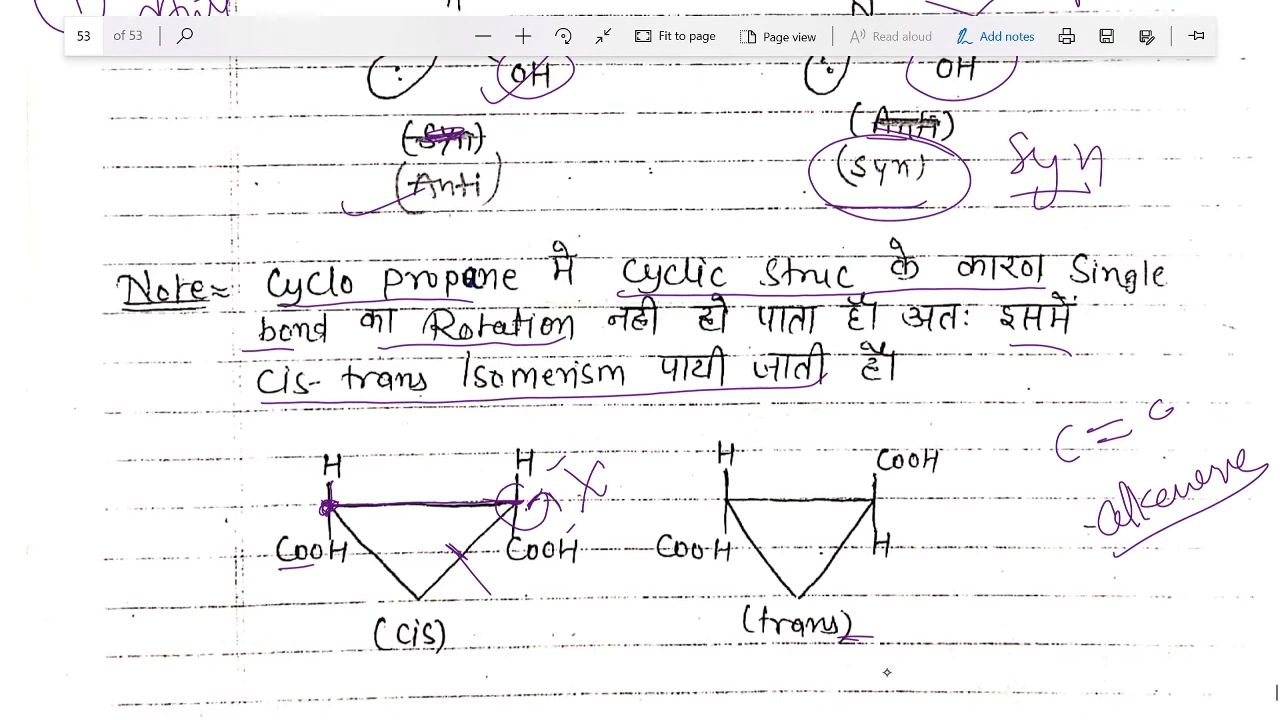 53 of 53 Fit to page Page view Read aloud Add notes
OH OH
(Syn) (Anti)
(Anti) (Syn) Syn
Note= Cyclo propane मे Cyclic Struc के कारण Single
bond का Rotation नही हो पाता है। अतः इसमें
Cis- trans Isomerism पायी जाती है।
C=C
alkene
H H X H COOH
COOH COOH COOH H
(Cis) (trans)